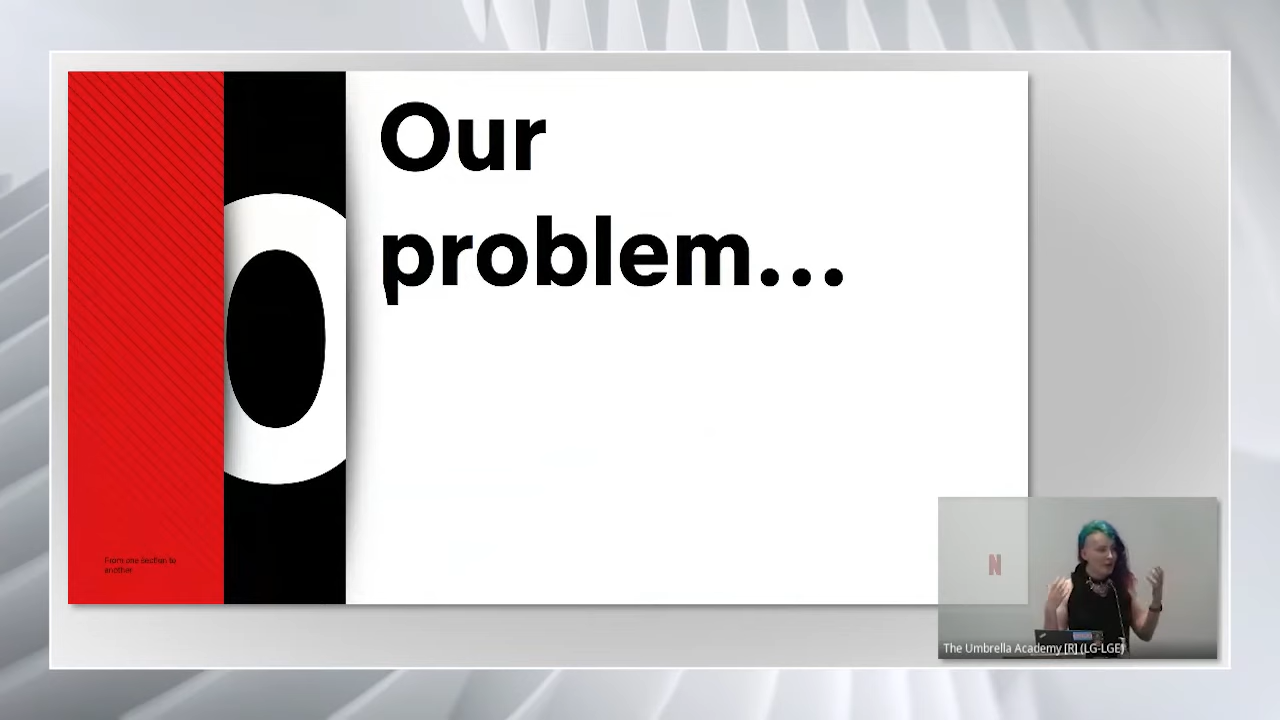 Our
problem...
From one section to
another
N
The Umbrella Academy [R] (LG-LGE)